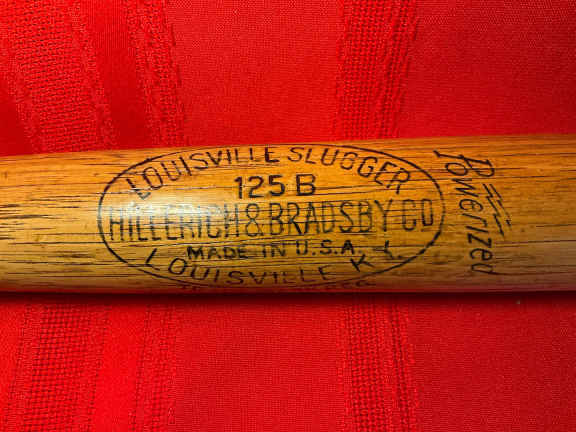 LOUISVILLE SLUGGER
125 B
HILLERICH & BRADSBY CO
MADE IN U.S.A.
LOUISVILLE KY.
Powerized